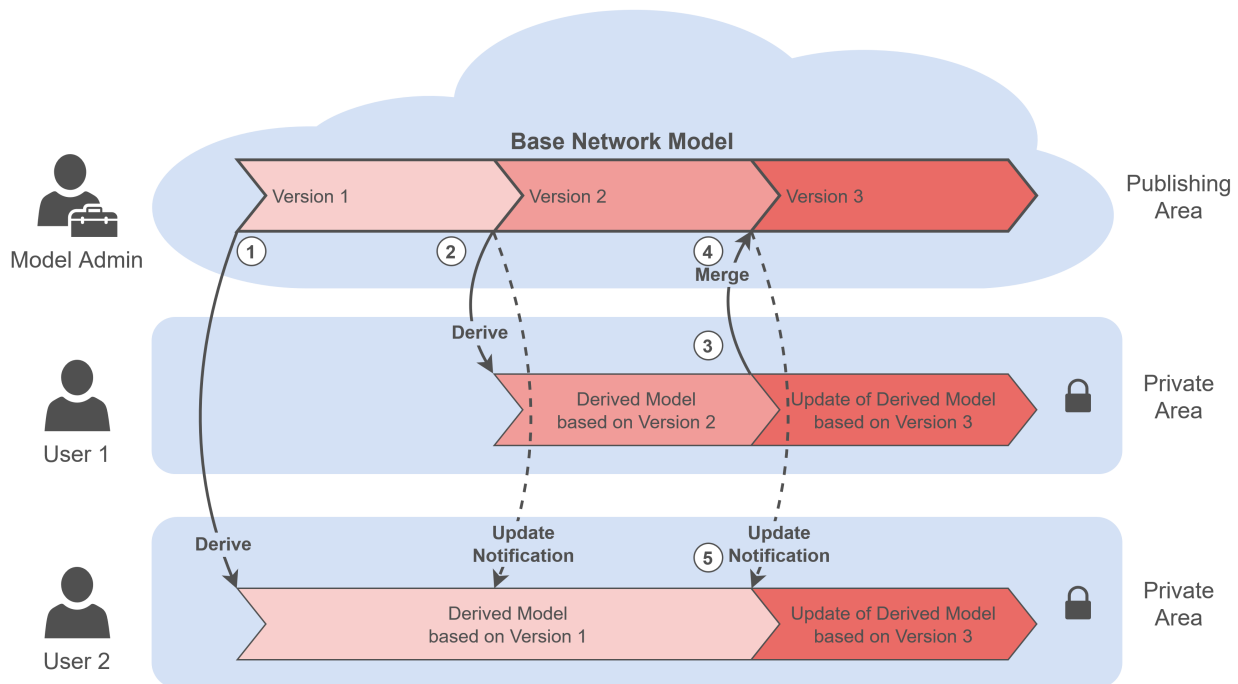 Base Network Model
Version 1
Version 2
Version 3
Publishing
Area
Model Admin
1
2
4
Merge
Derive
3
Private
Area
Derived Model
based on Version 2
Update of Derived Model
based on Version 3
User 1
Derive
Update
Notification
5
Update
Notification
Private
Area
Derived Model
based on Version 1
Update of Derived Model
based on Version 3
User 2